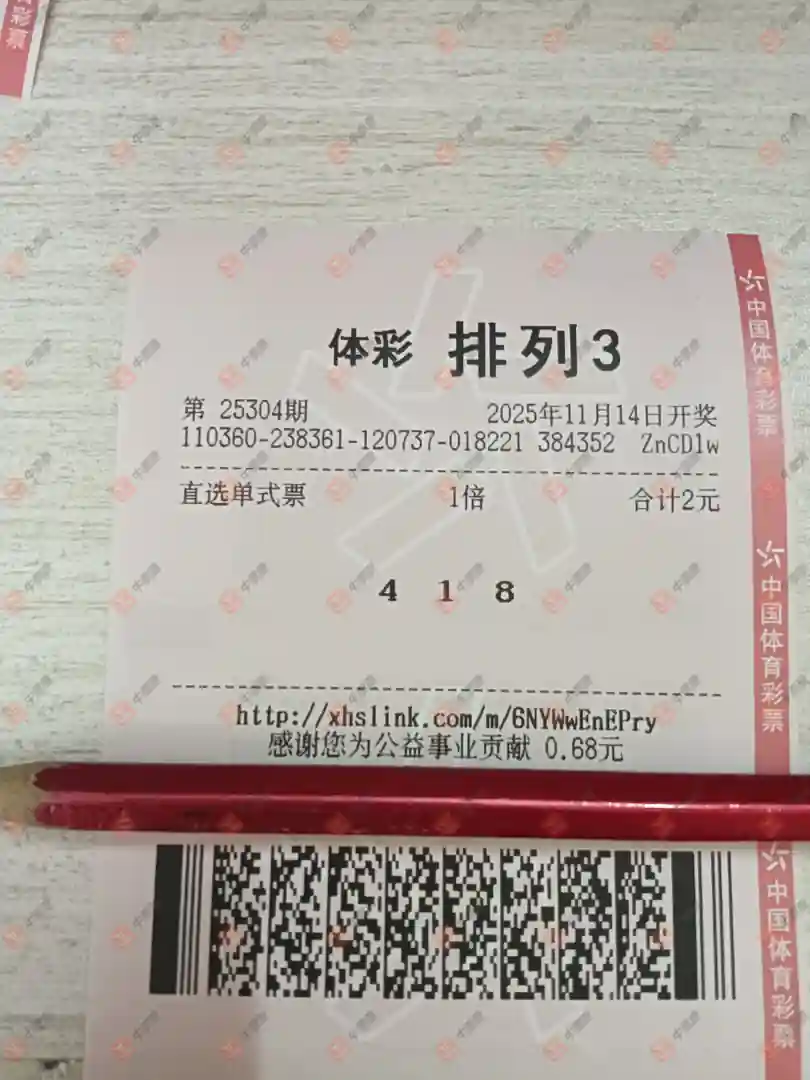 体彩 排列3
第 25304期 2025年11月14日开奖
110360-238361-120737-018221 384352 ZnCD1w
直选单式票 1倍 合计2元
4 1 8
http://xhslink.com/m/6NYWwEnEPry
感谢您为公益事业贡献 0.68元
中国体育彩票
中国体育彩票
中国体育彩票
彩票